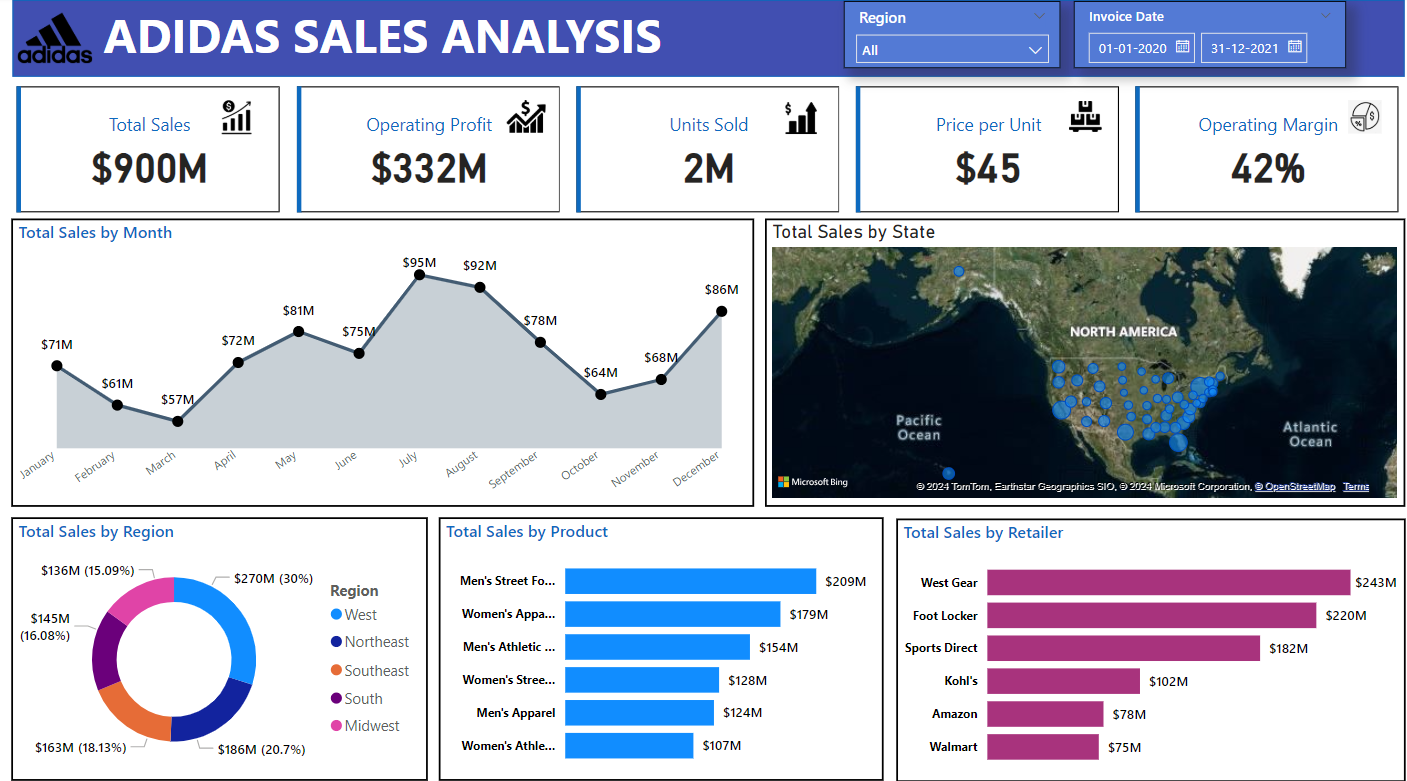 adidas
ADIDAS SALES ANALYSIS
Region
All
Invoice Date
01-01-2020
31-12-2021
Total Sales
$900M
Operating Profit
$332M
Units Sold
2M
Price per Unit
$45
Operating Margin
42%
Total Sales by Month
$71M
$61M
$57M
$72M
$81M
$75M
$95M
$92M
$78M
$64M
$68M
$86M
January
February
March
April
May
June
July
August
September
October
November
December
Total Sales by State
NORTH AMERICA
Pacific
Ocean
Atlantic
Ocean
Microsoft Bing
© 2024 TomTom, Earthstar Geographics SIO, © 2024 Microsoft Corporation, © OpenStreetMap Terms
Total Sales by Region
$136M (15.09%)
$270M (30%)
$145M
(16.08%)
$163M (18.13%)
$186M (20.7%)
Region
West
Northeast
Southeast
South
Midwest
Total Sales by Product
Men's Street Fo... $209M
Women's Appa... $179M
Men's Athletic ... $154M
Women's Stree... $128M
Men's Apparel $124M
Women's Athle... $107M
Total Sales by Retailer
West Gear $243M
Foot Locker $220M
Sports Direct $182M
Kohl's $102M
Amazon $78M
Walmart $75M